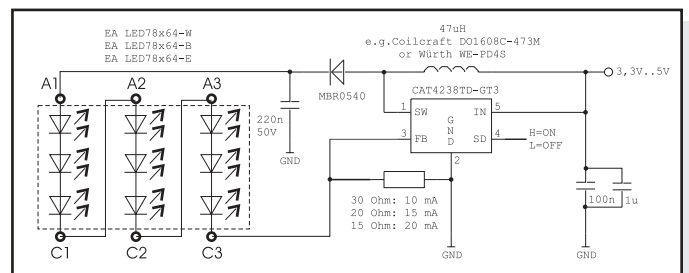 EA LED78x64-W
EA LED78x64-B
EA LED78x64-E
47uH
e.g.Coilcraft DO1608C-473M
or Würth WE-PD4S
A1
A2
A3
MBR0540
CAT4238TD-GT3
3,3V..5V
220n
50V
GND
1
SW
IN
5
3
FB
GND
SD
4
H=ON
L=OFF
2
30 Ohm: 10 mA
20 Ohm: 15 mA
15 Ohm: 20 mA
100n
1u
C1
C2
C3
GND
GND